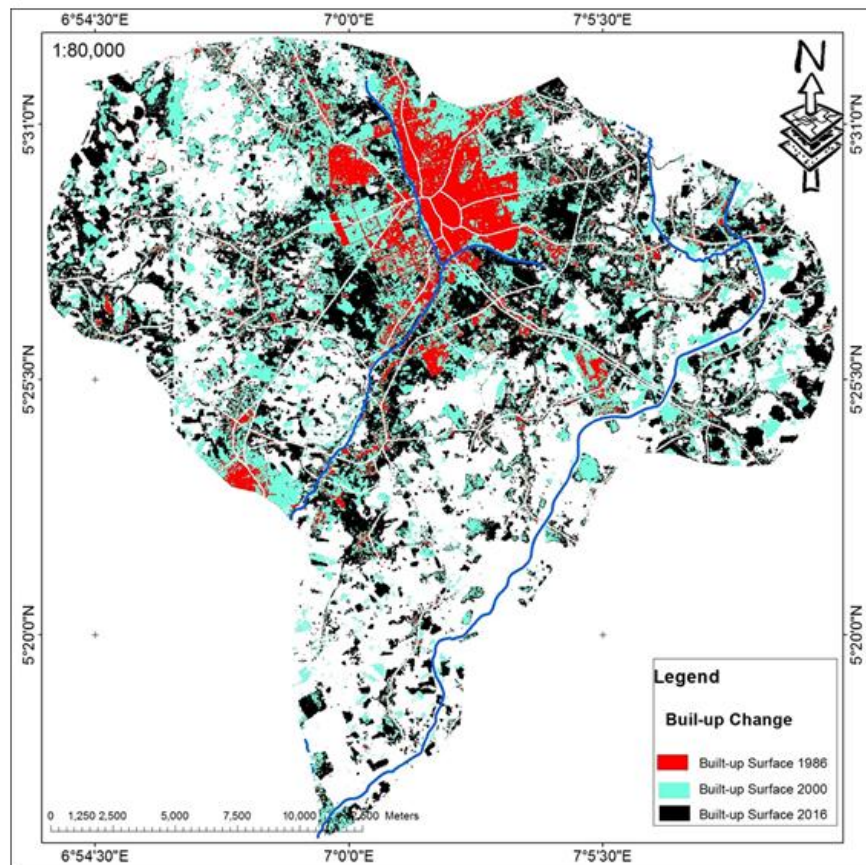 6°54'30"E 7°0'0"E 7°5'30"E
1:80,000
N
5°31'0"N 5°31'0"N
5°25'30"N 5°25'30"N
5°20'0"N 5°20'0"N
Legend
Buil-up Change
Built-up Surface 1986
Built-up Surface 2000
Built-up Surface 2016
0 1,250 2,500 5,000 7,500 10,000 Meters
6°54'30"E 7°0'0"E 7°5'30"E